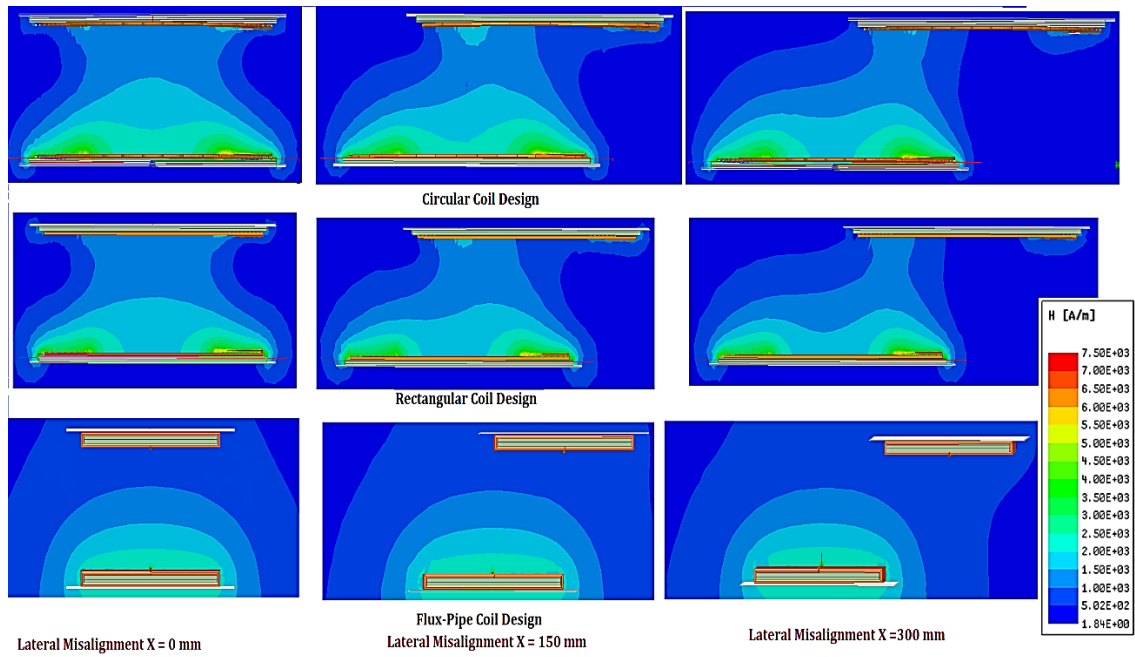 Circular Coil Design
Rectangular Coil Design
H [A/m]
7.50E+03
7.00E+03
6.50E+03
6.00E+03
5.00E+03
4.50E+03
4.00E+03
3.50E+03
3.00E+03
2.50E+03
2.00E+03
1.50E+03
1.00E+03
5.02E+02
1.84E+00
Flux-Pipe Coil Design
Lateral Misalignment X = 0 mm
Lateral Misalignment X = 150 mm
Lateral Misalignment X =300 mm